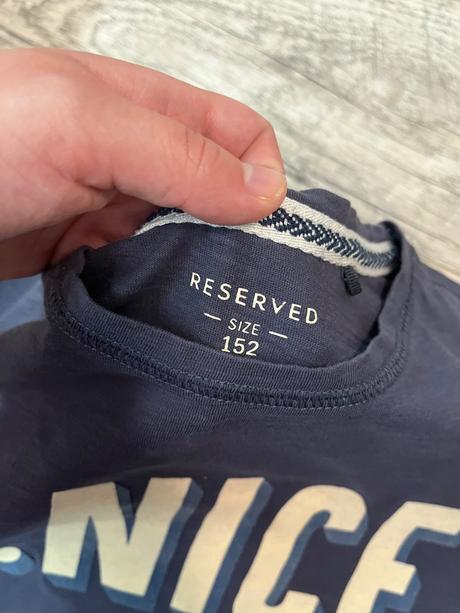 RESERVED
— SIZE —
152
.NICE